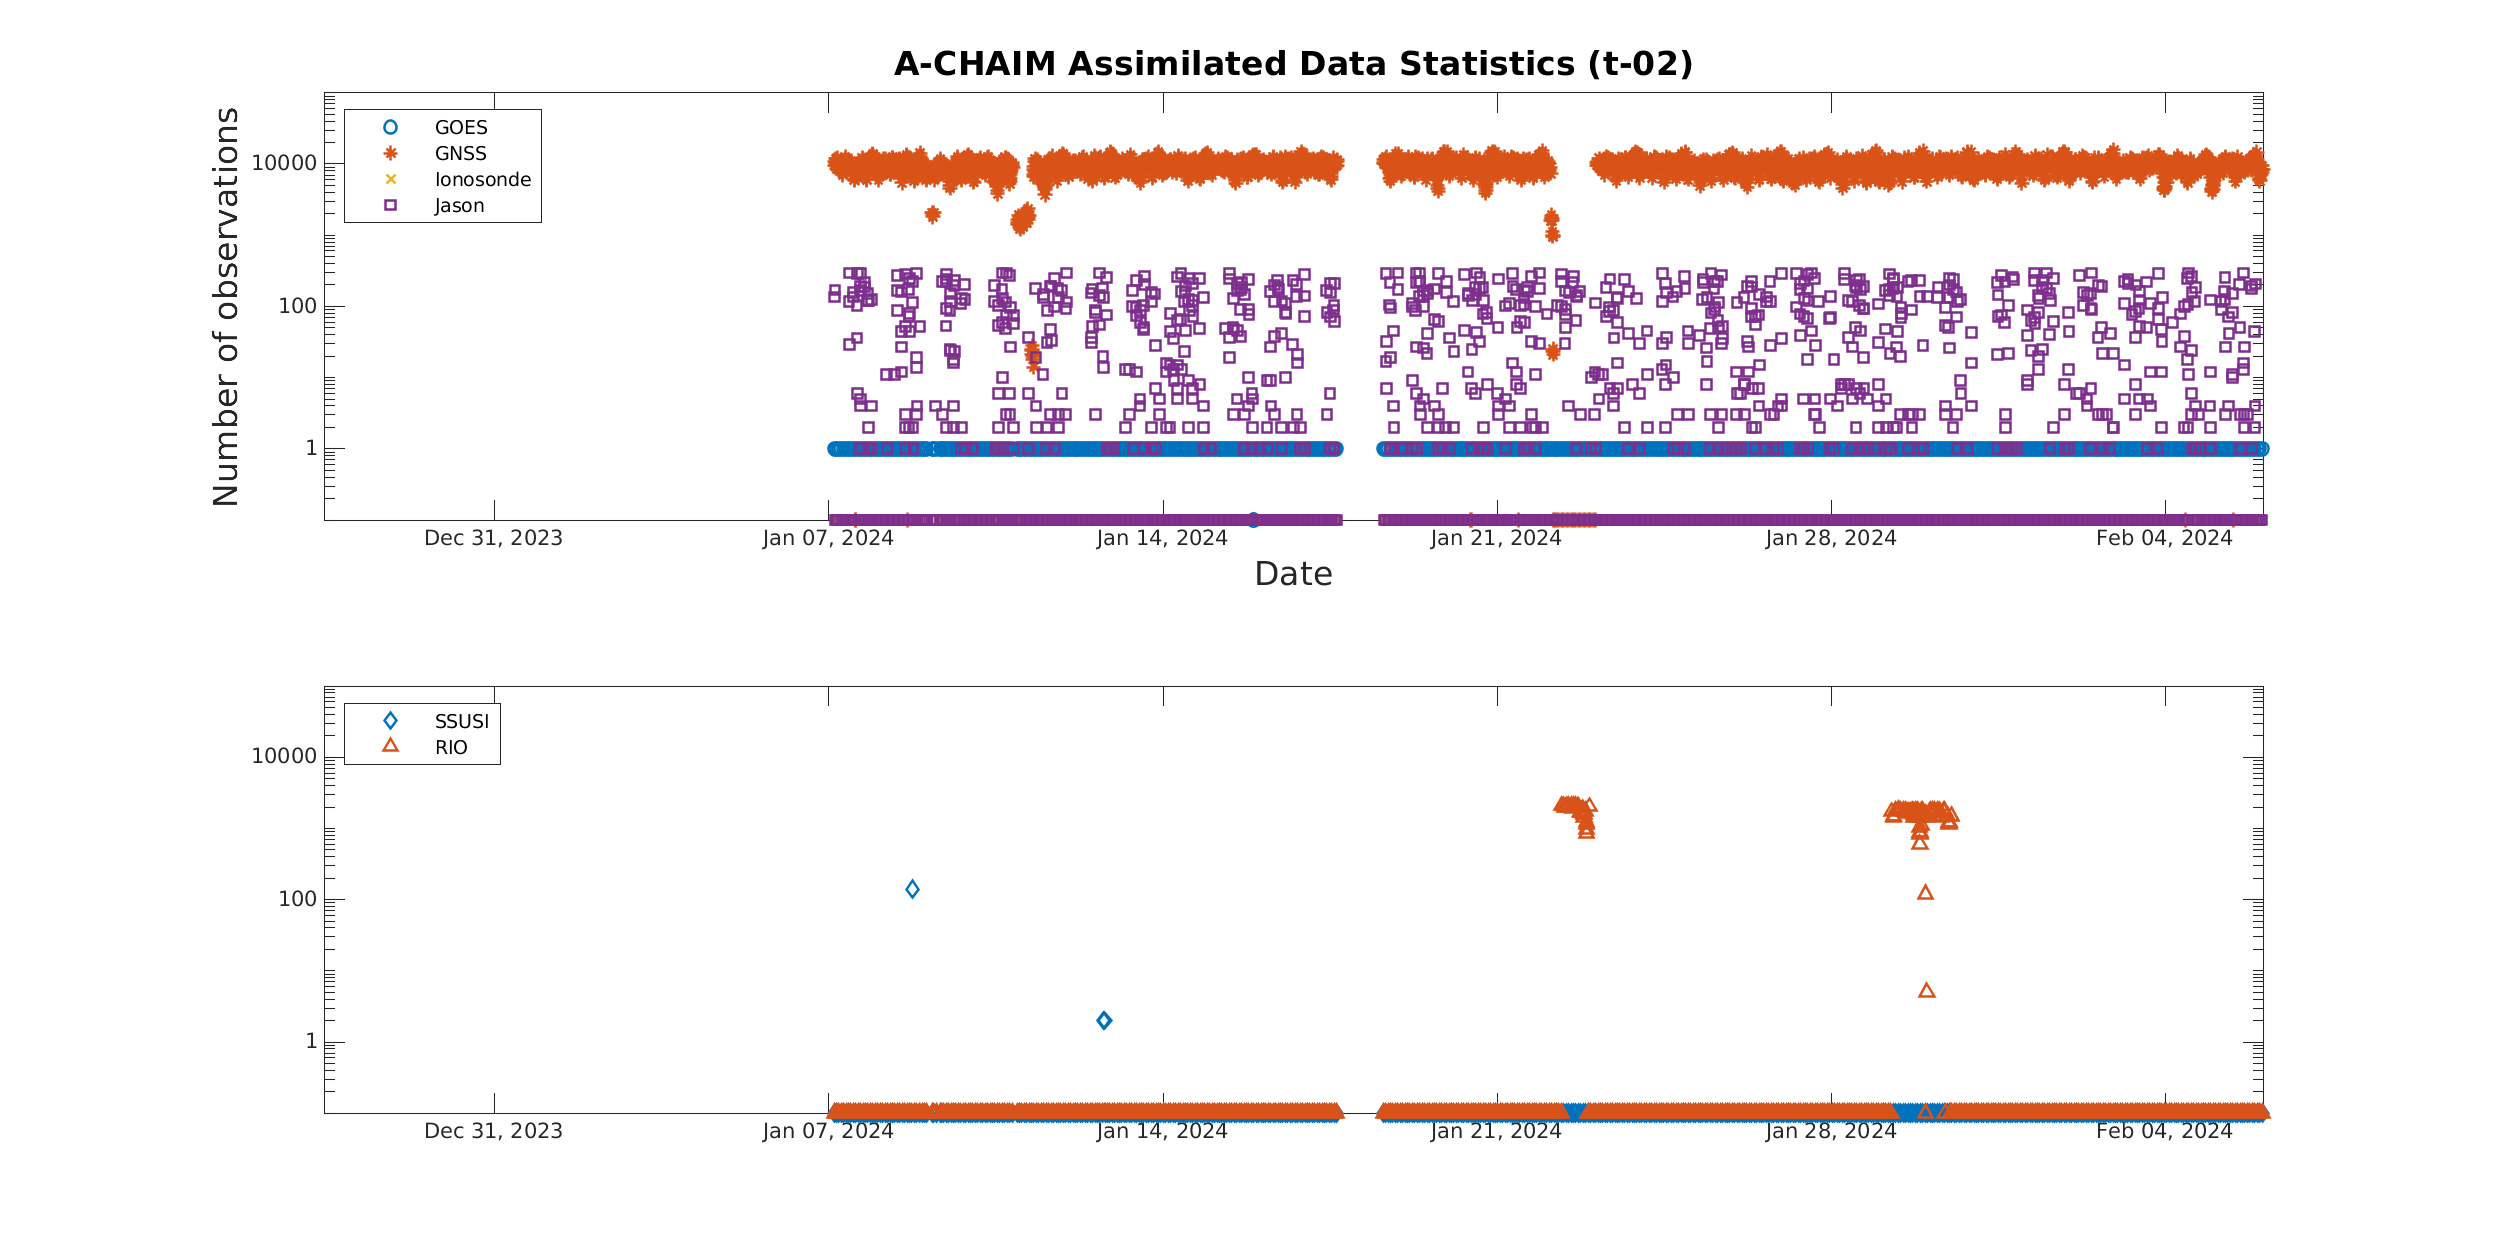 A-CHAIM Assimilated Data Statistics (t-02)
Number of observations
10000
100
1
GOES
GNSS
Ionosonde
Jason
Dec 31, 2023
Jan 07, 2024
Jan 14, 2024
Jan 21, 2024
Jan 28, 2024
Feb 04, 2024
Date
10000
100
1
SSUSI
RIO
Dec 31, 2023
Jan 07, 2024
Jan 14, 2024
Jan 21, 2024
Jan 28, 2024
Feb 04, 2024